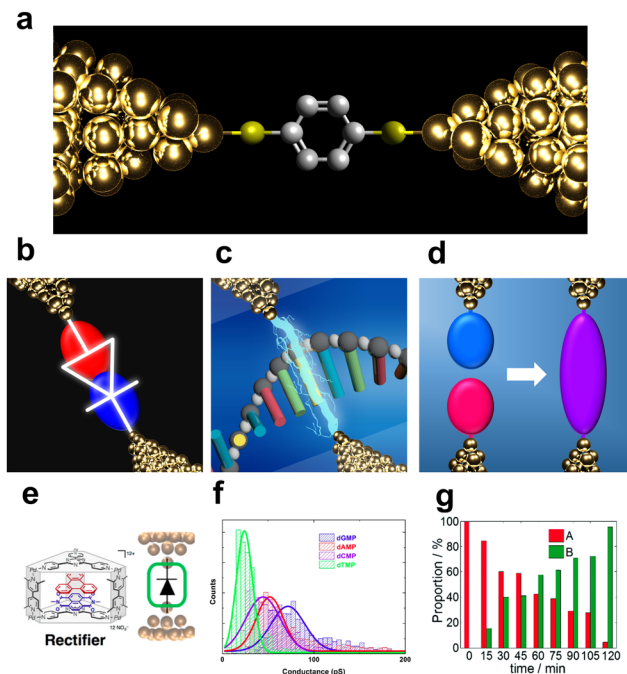 a
b
c
d
e
f
g
Rectifier
12 NO₃⁻
Counts
dGMP
dAMP
dCMP
dTMP
0
100
200
Conductance (pS)
Proportion / %
100
80
60
40
20
0
A
B
0 15 30 45 60 75 90 105 120
time / min